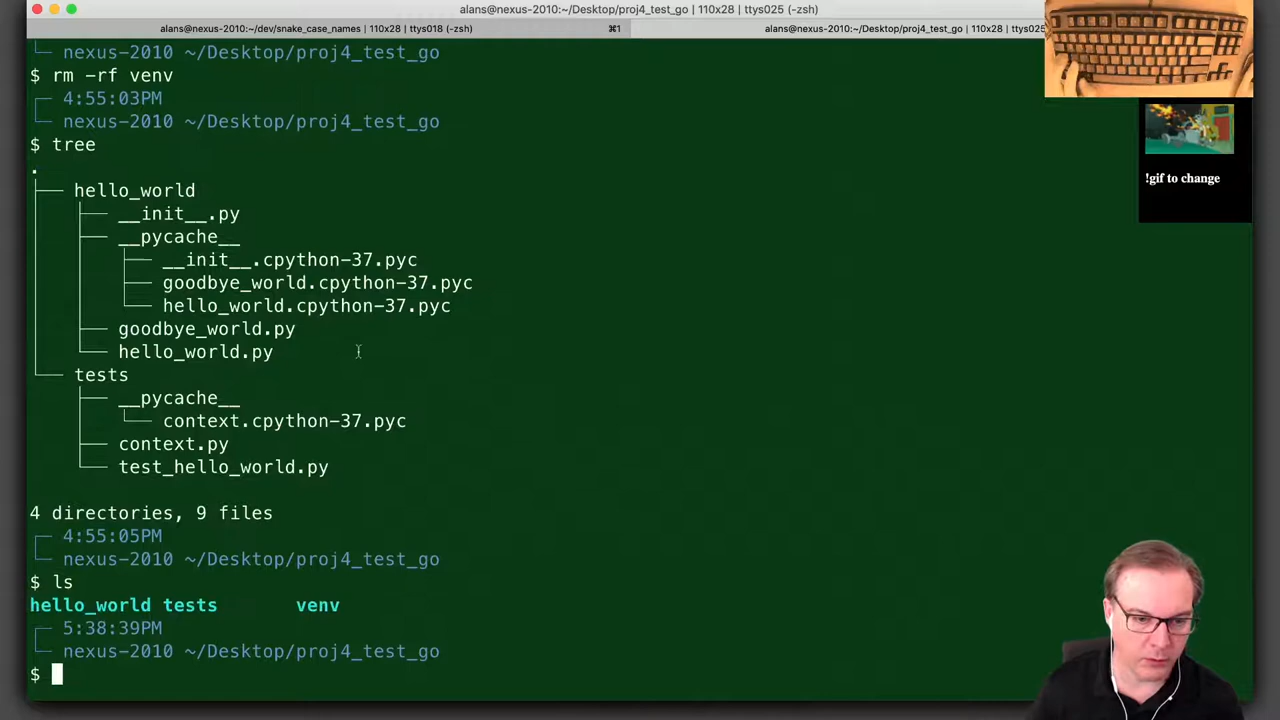 alans@nexus-2010:~/Desktop/proj4_test_go | 110x28 | ttys025 (-zsh)
alans@nexus-2010:~/dev/snake_case_names | 110x28 | ttys018 (-zsh) ⌘1 alans@nexus-2010:~/Desktop/proj4_test_go | 110x28 | ttys025
nexus-2010 ~/Desktop/proj4_test_go
$ rm -rf venv
4:55:03PM
nexus-2010 ~/Desktop/proj4_test_go
$ tree
.
├── hello_world
│   ├── __init__.py
│   ├── __pycache__
│   │   ├── __init__.cpython-37.pyc
│   │   ├── goodbye_world.cpython-37.pyc
│   │   └── hello_world.cpython-37.pyc
│   ├── goodbye_world.py
│   └── hello_world.py
└── tests
    ├── __pycache__
    │   └── context.cpython-37.pyc
    ├── context.py
    └── test_hello_world.py
4 directories, 9 files
4:55:05PM
nexus-2010 ~/Desktop/proj4_test_go
$ ls
hello_world tests venv
5:38:39PM
nexus-2010 ~/Desktop/proj4_test_go
$
!gif to change